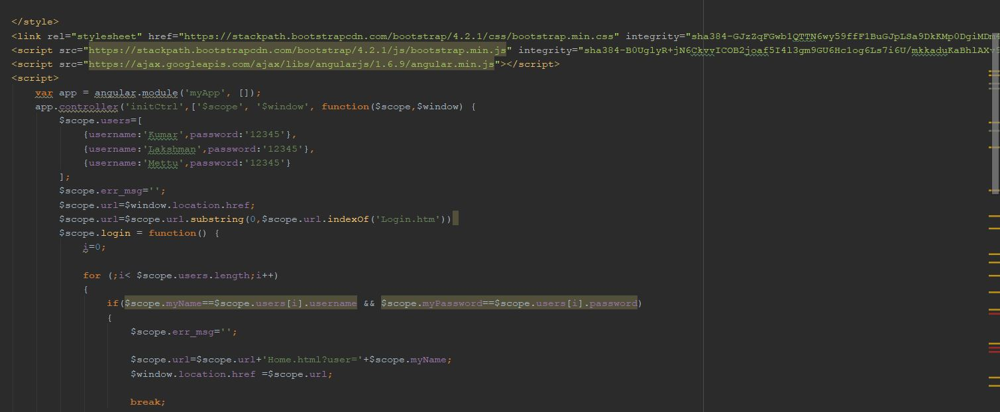 </style>
<link rel="stylesheet" href="https://stackpath.bootstrapcdn.com/bootstrap/4.2.1/css/bootstrap.min.css" integrity="sha384-GJzZqFGwb1QTTN6wy59ffF1BuGJpLSa9DkKMp0DgiMDm4
<script src="https://stackpath.bootstrapcdn.com/bootstrap/4.2.1/js/bootstrap.min.js" integrity="sha384-B0UglyR+jN6CkvvICOB2joaf5I4l3gm9GU6Hc1og6Ls7i6U/mkkaduKaBhlAXv9
<script src="https://ajax.googleapis.com/ajax/libs/angularjs/1.6.9/angular.min.js"></script>
<script>
var app = angular.module('myApp', []);
app.controller('initCtrl',['$scope', '$window', function($scope,$window) {
$scope.users=[
{username:'Kumar',password:'12345'},
{username:'Lakshman',password:'12345'},
{username:'Mettu',password:'12345'}
];
$scope.err_msg='';
$scope.url=$window.location.href;
$scope.url=$scope.url.substring(0,$scope.url.indexOf('Login.htm'))
$scope.login = function() {
i=0;
for (;i< $scope.users.length;i++)
{
if($scope.myName==$scope.users[i].username && $scope.myPassword==$scope.users[i].password)
{
$scope.err_msg='';
$scope.url=$scope.url+'Home.html?user='+$scope.myName;
$window.location.href =$scope.url;
break;